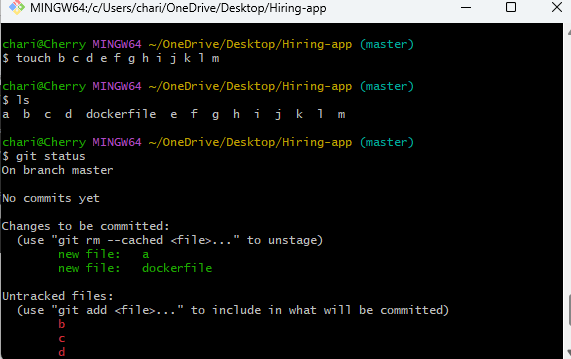 MINGW64:/c/Users/chari/OneDrive/Desktop/Hiring-app
chari@Cherry MINGW64 ~/OneDrive/Desktop/Hiring-app (master)
$ touch b c d e f g h i j k l m
chari@Cherry MINGW64 ~/OneDrive/Desktop/Hiring-app (master)
$ ls
a  b  c  d  dockerfile  e  f  g  h  i  j  k  l  m
chari@Cherry MINGW64 ~/OneDrive/Desktop/Hiring-app (master)
$ git status
On branch master
No commits yet
Changes to be committed:
  (use "git rm --cached <file>..." to unstage)
        new file:   a
        new file:   dockerfile
Untracked files:
  (use "git add <file>..." to include in what will be committed)
        b
        c
        d